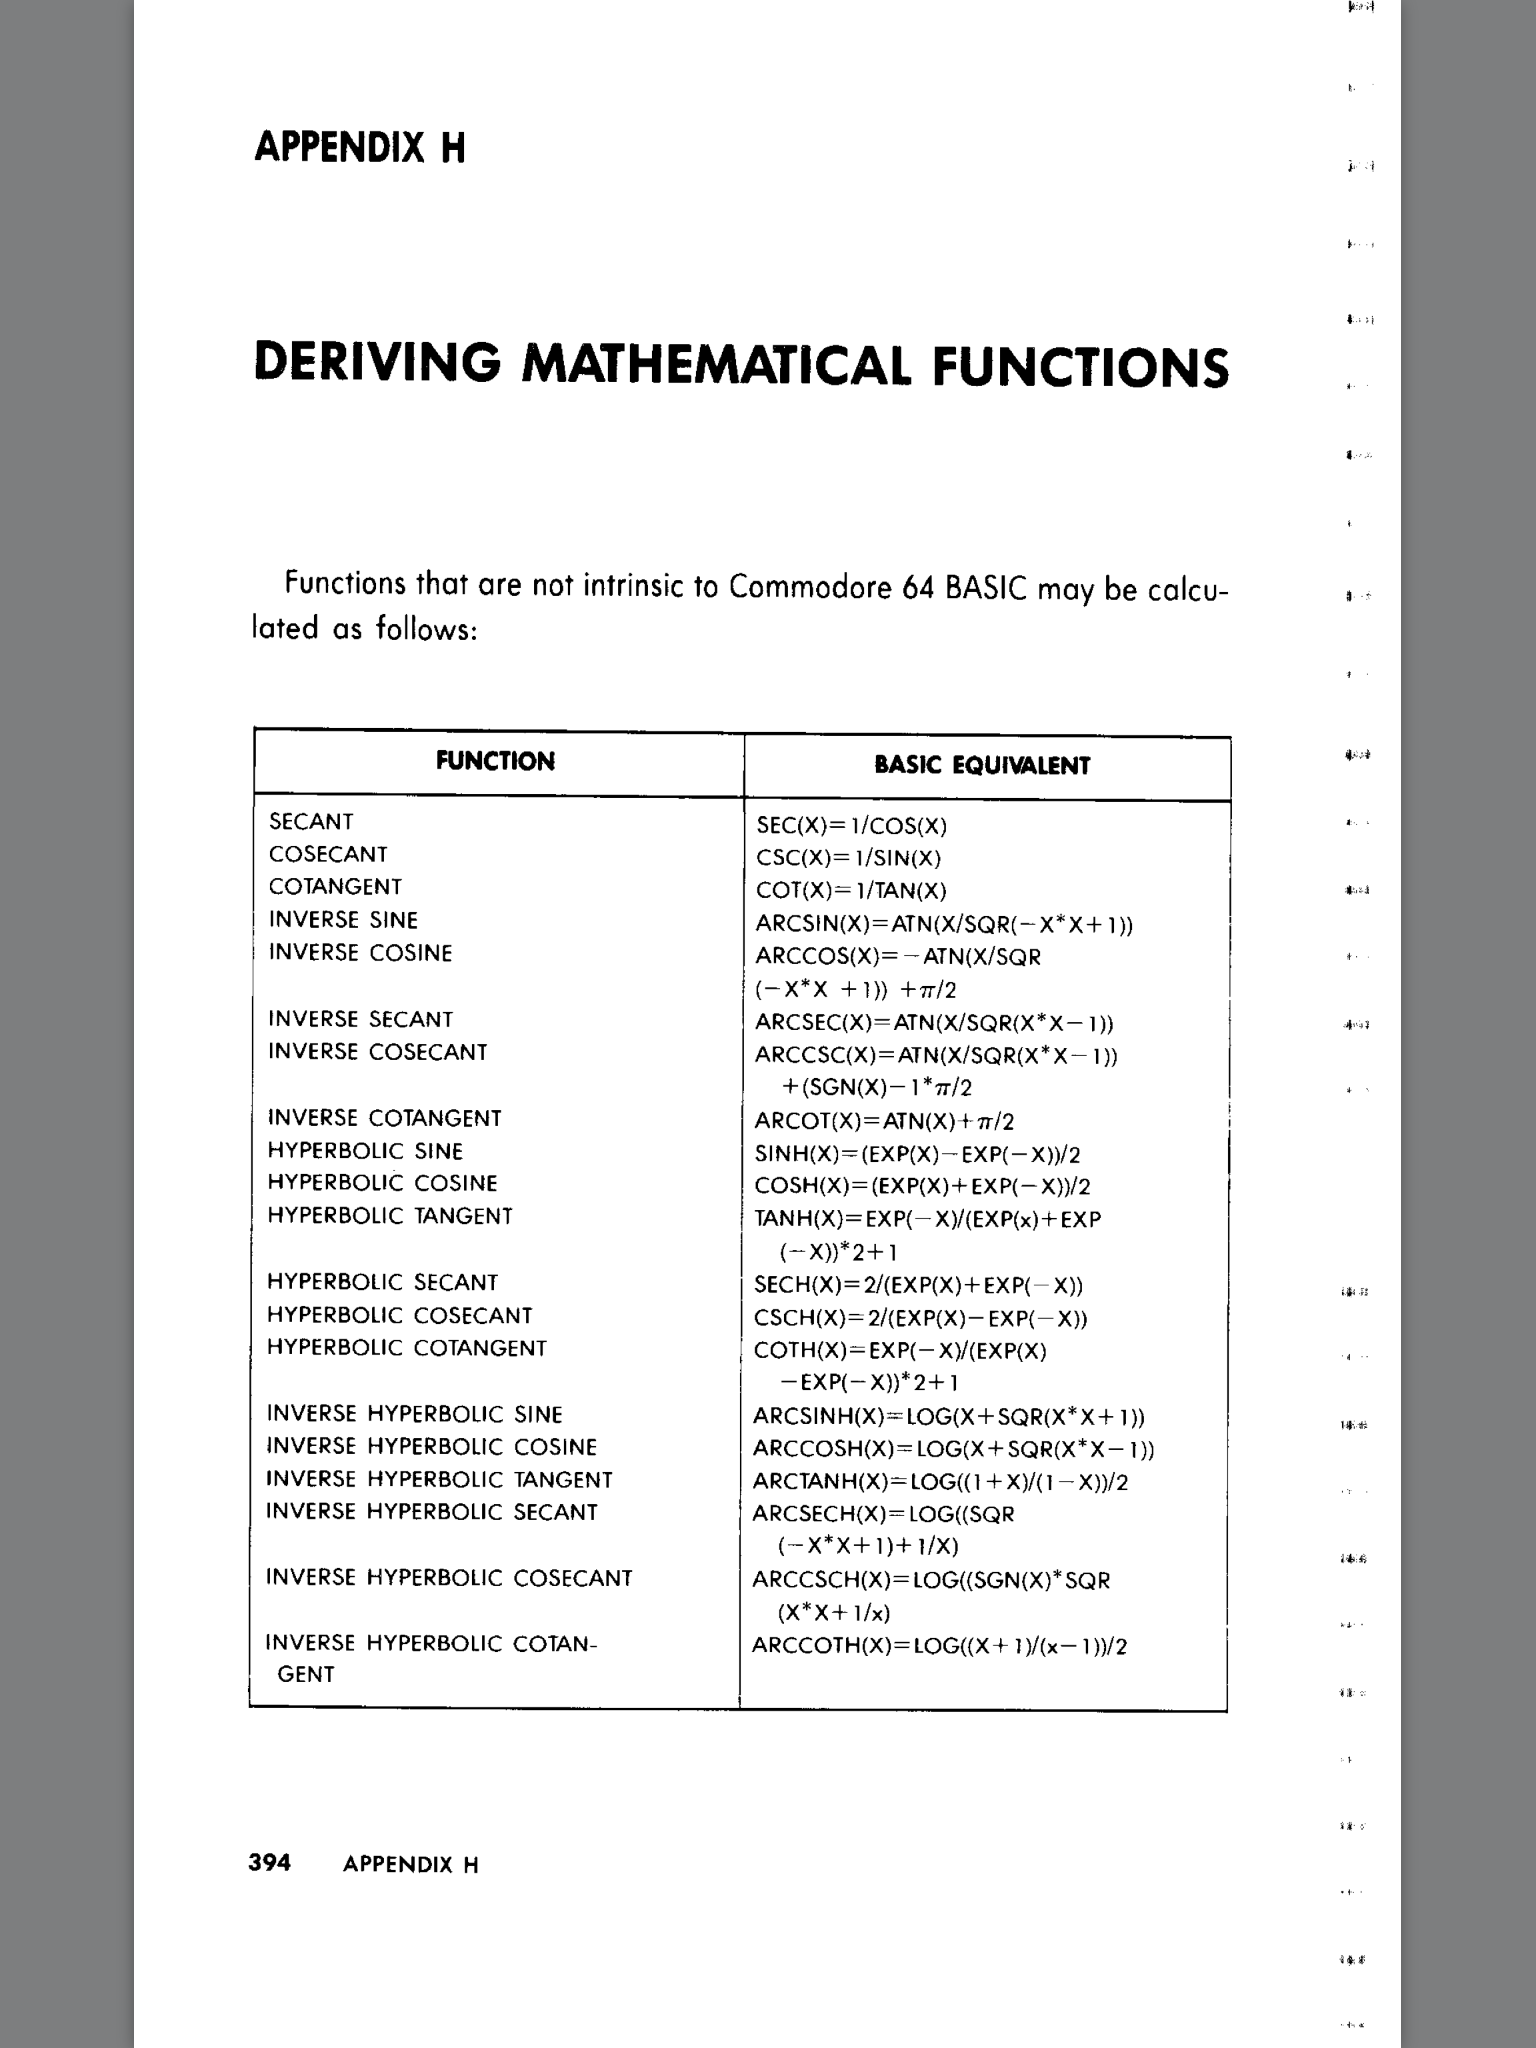 APPENDIX H
DERIVING MATHEMATICAL FUNCTIONS
Functions that are not intrinsic to Commodore 64 BASIC may be calcu-
lated as follows:
FUNCTION BASIC EQUIVALENT
SECANT SEC(X)=1/COS(X)
COSECANT CSC(X)=1/SIN(X)
COTANGENT COT(X)=1/TAN(X)
INVERSE SINE ARCSIN(X)=ATN(X/SQR(−X*X+1))
INVERSE COSINE ARCCOS(X)=−ATN(X/SQR
(−X*X +1)) +π/2
INVERSE SECANT ARCSEC(X)=ATN(X/SQR(X*X−1))
INVERSE COSECANT ARCCSC(X)=ATN(X/SQR(X*X−1))
+(SGN(X)−1*π/2
INVERSE COTANGENT ARCOT(X)=ATN(X)+π/2
HYPERBOLIC SINE SINH(X)=(EXP(X)−EXP(−X))/2
HYPERBOLIC COSINE COSH(X)=(EXP(X)+EXP(−X))/2
HYPERBOLIC TANGENT TANH(X)=EXP(−X)/(EXP(x)+EXP
(−X))*2+1
HYPERBOLIC SECANT SECH(X)=2/(EXP(X)+EXP(−X))
HYPERBOLIC COSECANT CSCH(X)=2/(EXP(X)−EXP(−X))
HYPERBOLIC COTANGENT COTH(X)=EXP(−X)/(EXP(X)
−EXP(−X))*2+1
INVERSE HYPERBOLIC SINE ARCSINH(X)=LOG(X+SQR(X*X+1))
INVERSE HYPERBOLIC COSINE ARCCOSH(X)=LOG(X+SQR(X*X−1))
INVERSE HYPERBOLIC TANGENT ARCTANH(X)=LOG((1+X)/(1−X))/2
INVERSE HYPERBOLIC SECANT ARCSECH(X)=LOG((SQR
(−X*X+1)+1/X)
INVERSE HYPERBOLIC COSECANT ARCCSCH(X)=LOG((SGN(X)*SQR
(X*X+1/x)
INVERSE HYPERBOLIC COTAN- ARCCOTH(X)=LOG((X+1)/(x−1))/2
GENT
394 APPENDIX H